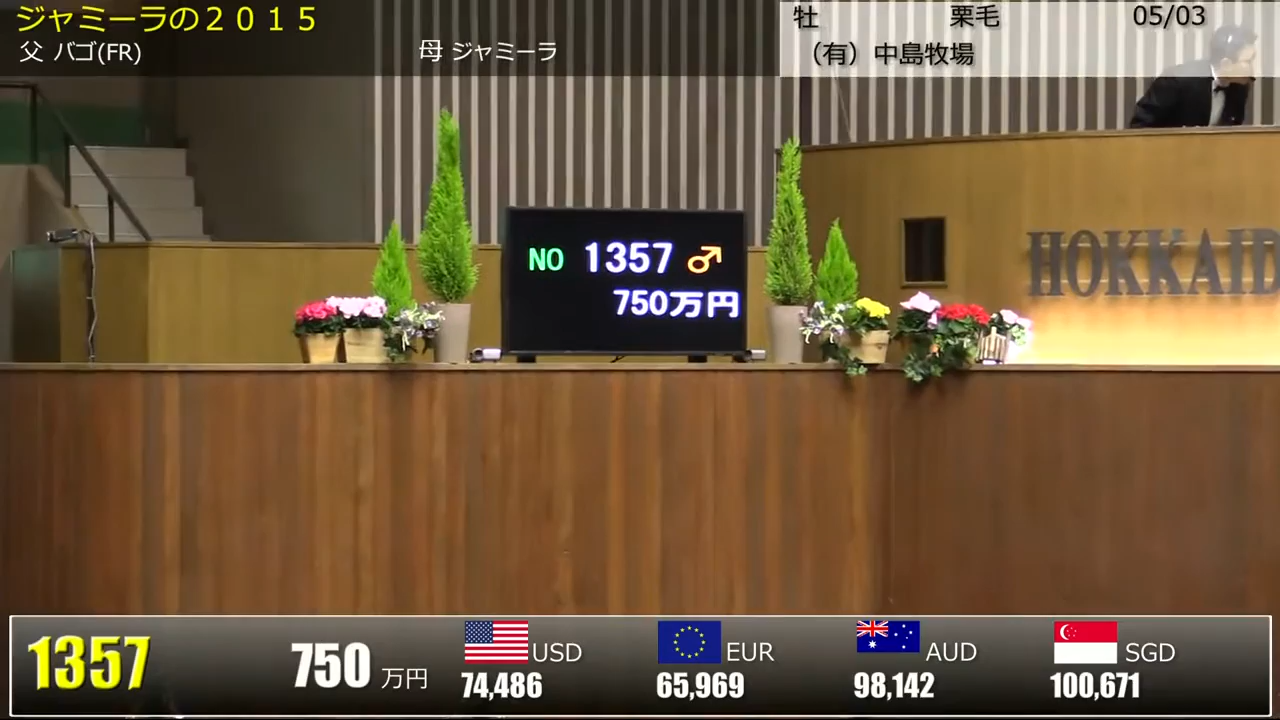 ジャミーラの２０１５
父 バゴ(FR)
母 ジャミーラ
牡 栗毛 05/03
（有）中島牧場
NO 1357 ♂
750万円
HOKKAID
1357
750 万円
USD
74,486
EUR
65,969
AUD
98,142
SGD
100,671